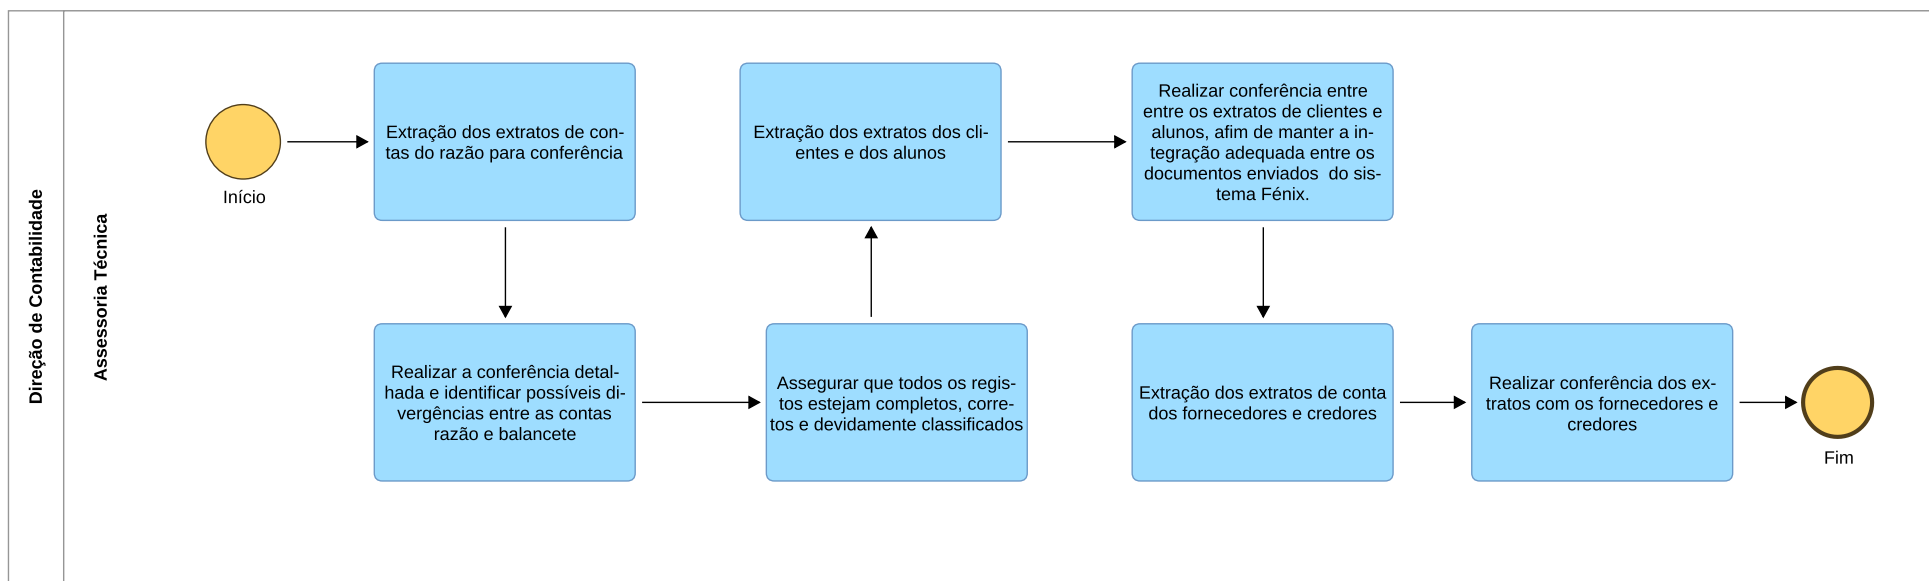 Direção de Contabilidade
Assessoria Técnica
Início
Extração dos extratos de con-
tas do razão para conferência
Realizar a conferência detal-
hada e identificar possíveis di-
vergências entre as contas
razão e balancete
Assegurar que todos os regis-
tos estejam completos, corre-
tos e devidamente classificados
Extração dos extratos dos cli-
entes e dos alunos
Realizar conferência entre
entre os extratos de clientes e
alunos, afim de manter a in-
tegração adequada entre os
documentos enviados  do sis-
tema Fénix.
Extração dos extratos de conta
dos fornecedores e credores
Realizar conferência dos ex-
tratos com os fornecedores e
credores
Fim